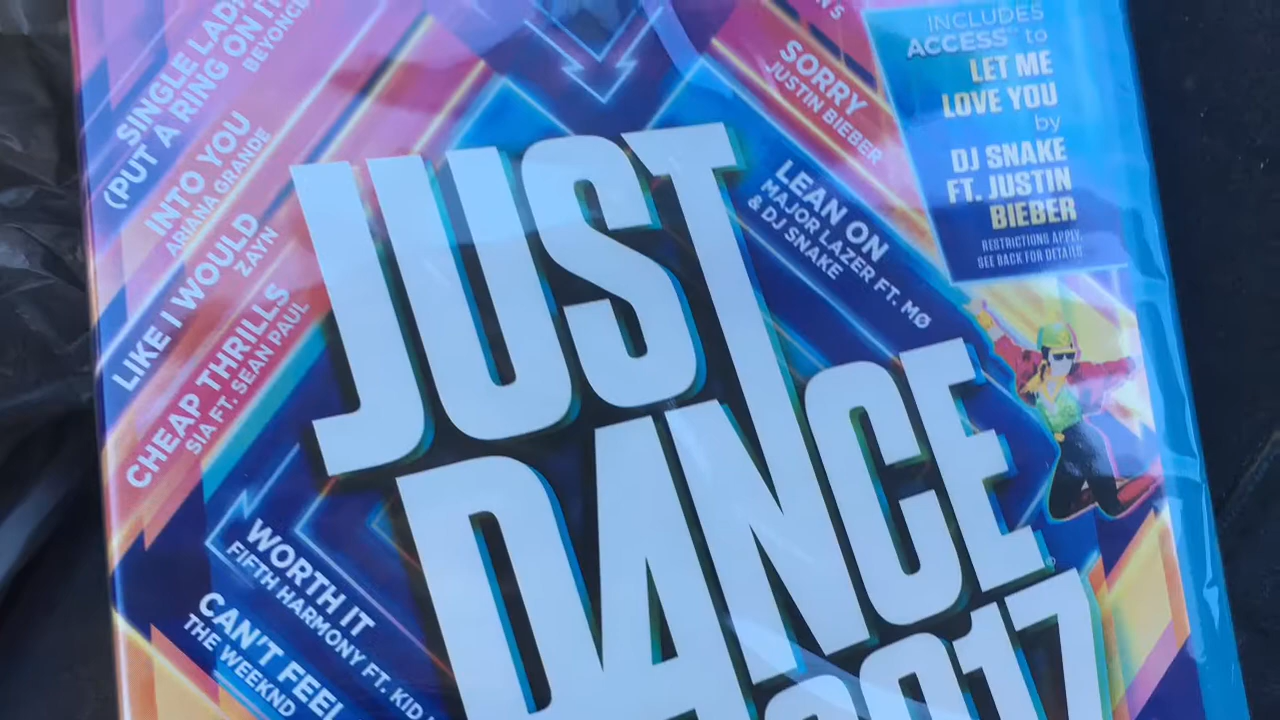 SINGLE
(PUT A RING ON IT
BEYONCÉ
INTO YOU
ARIANA GRANDE
LIKE I WOULD
ZAYN
CHEAP THRILLS
SIA FT. SEAN PAUL
SORRY
JUSTIN BIEBER
LEAN ON
MAJOR LAZER FT. MØ
& DJ SNAKE
INCLUDES
ACCESS to
LET ME
LOVE YOU
by
DJ SNAKE
FT. JUSTIN
BIEBER
RESTRICTIONS APPLY.
SEE BACK FOR DETAILS.
JUST
DANCE
2017
WORTH IT
FIFTH HARMONY FT. KID
CAN'T FEEL
THE WEEKND